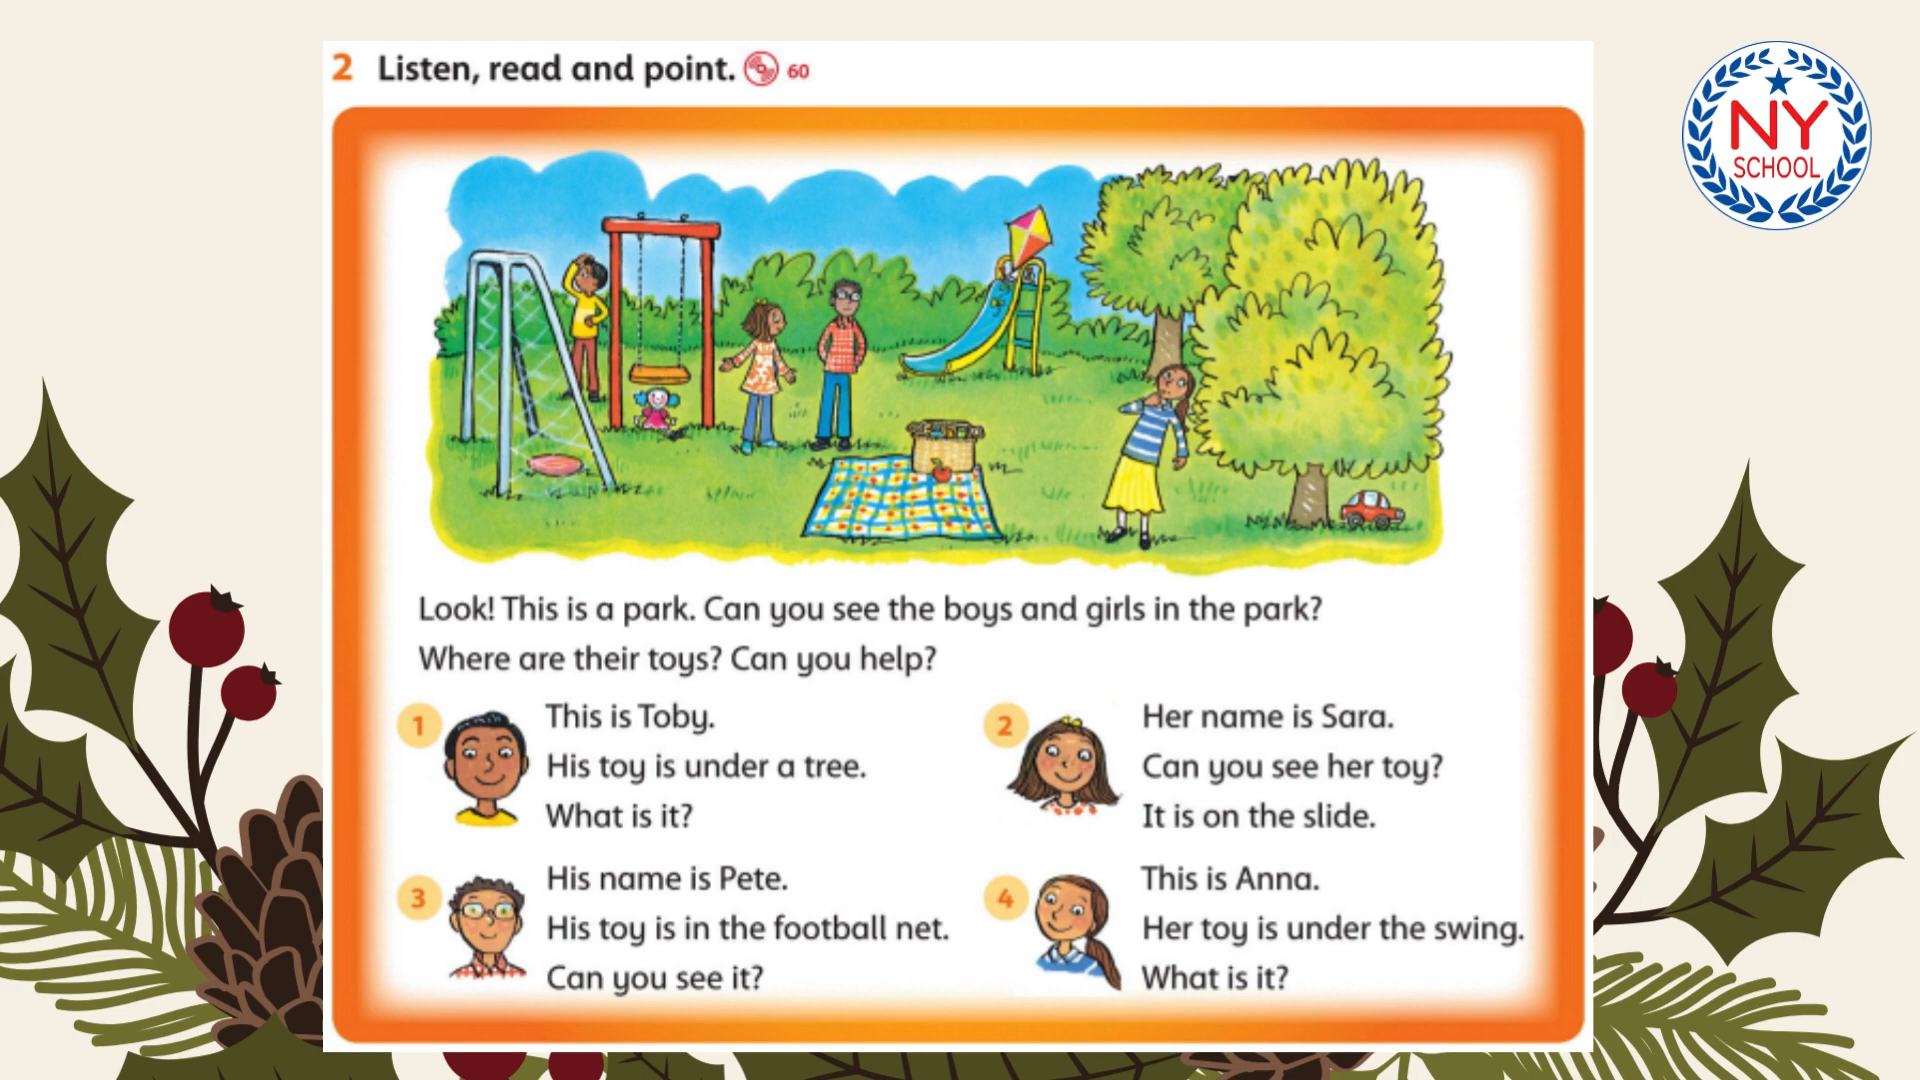 2 Listen, read and point. 60
NY
SCHOOL
Look! This is a park. Can you see the boys and girls in the park?
Where are their toys? Can you help?
1 This is Toby.
His toy is under a tree.
What is it?
2 Her name is Sara.
Can you see her toy?
It is on the slide.
3 His name is Pete.
His toy is in the football net.
Can you see it?
4 This is Anna.
Her toy is under the swing.
What is it?